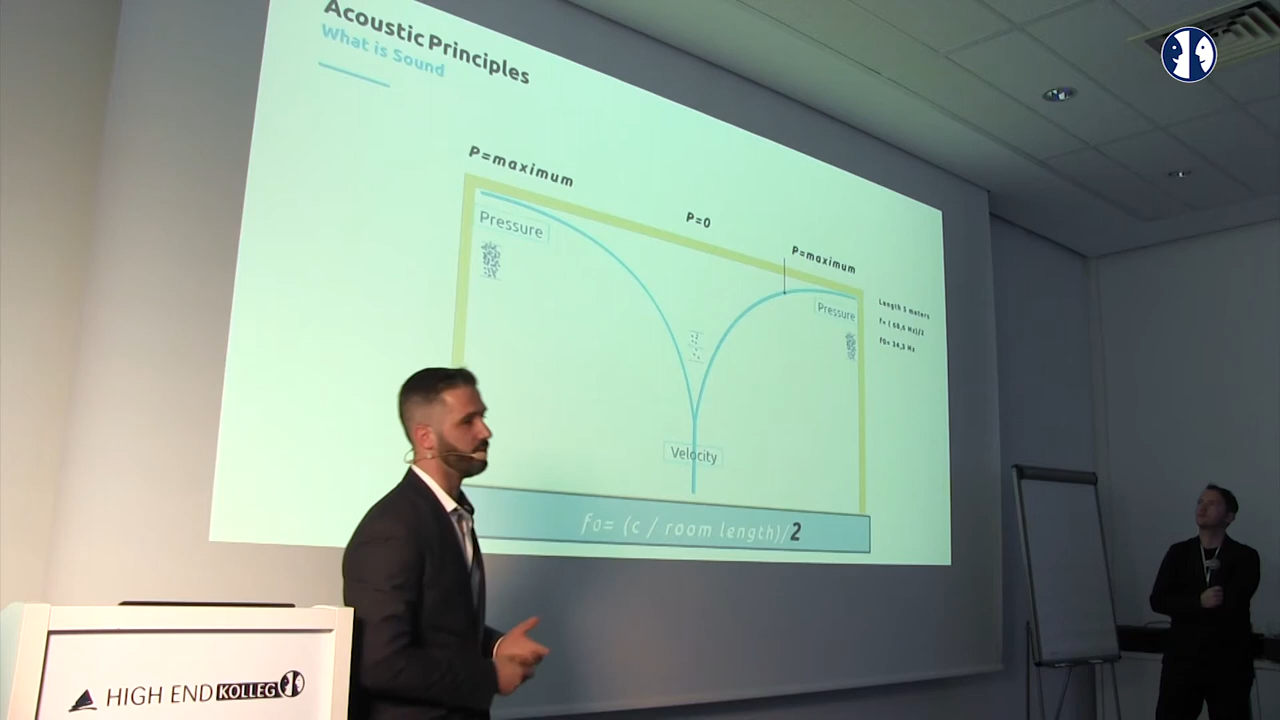 Acoustic Principles
What is Sound
P=maximum
P=0
P=maximum
Pressure
Pressure
Length 5 meters
f= ( 68,6 Hz)/2
f0= 34,3 Hz
Velocity
fo= (c / room length)/2
HIGH END KOLLEG